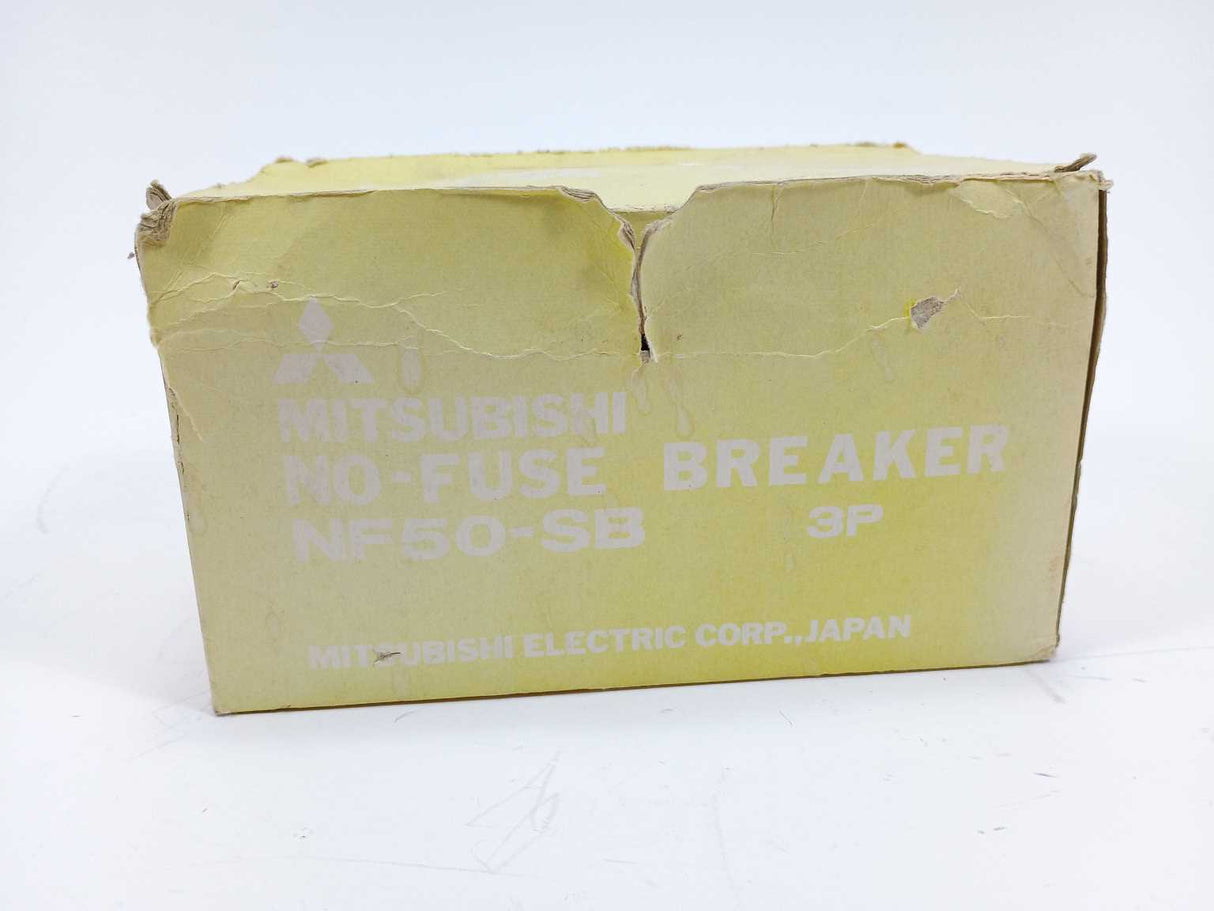 MITSUBISHI
NO-FUSE BREAKER
NF50-SB 3P
MITSUBISHI ELECTRIC CORP.,JAPAN